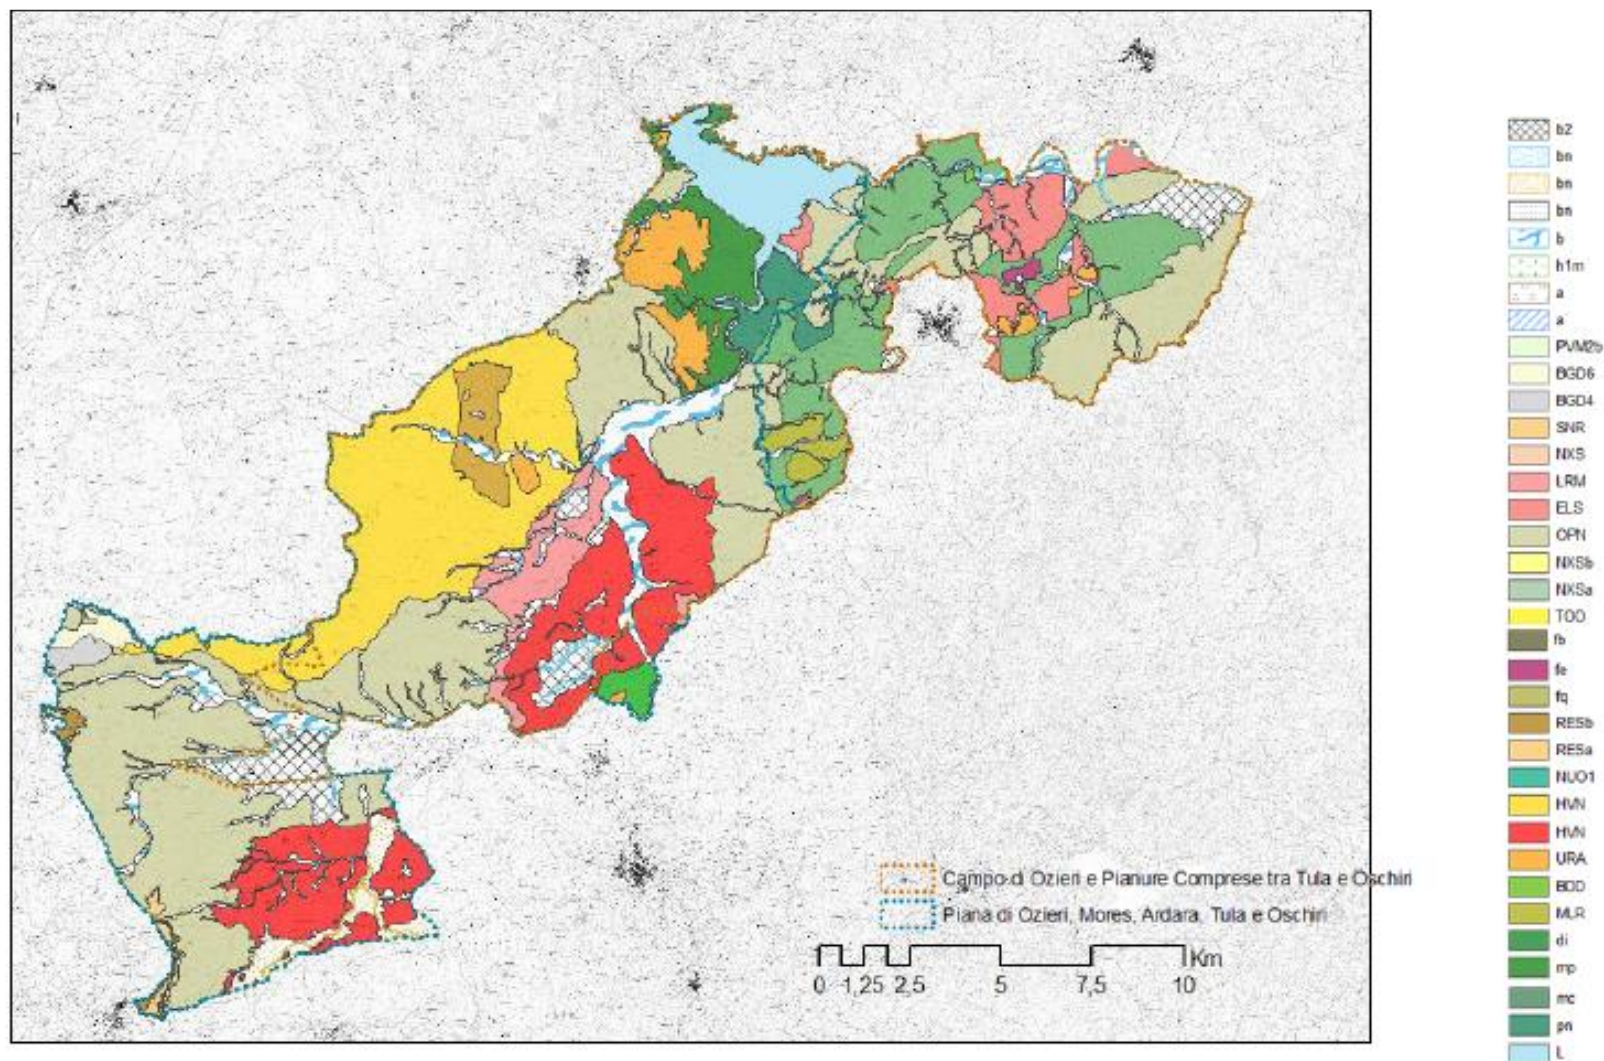 Campo di Ozieri e Pianure Comprese tra Tula e Oschiri
Piana di Ozieri, Mores, Ardara, Tula e Oschiri
Km
0 1,25 2,5 5 7,5 10
b2
bn
bn
bn
b
h1m
a
a
PVM2b
BGD6
BGD4
SNR
NXS
LRM
ELS
OPN
NXSb
NXSa
TOD
fb
fe
fq
RESb
RESa
NUO1
HVN
HVN
URA
BDD
MLR
di
mp
mc
pn
L